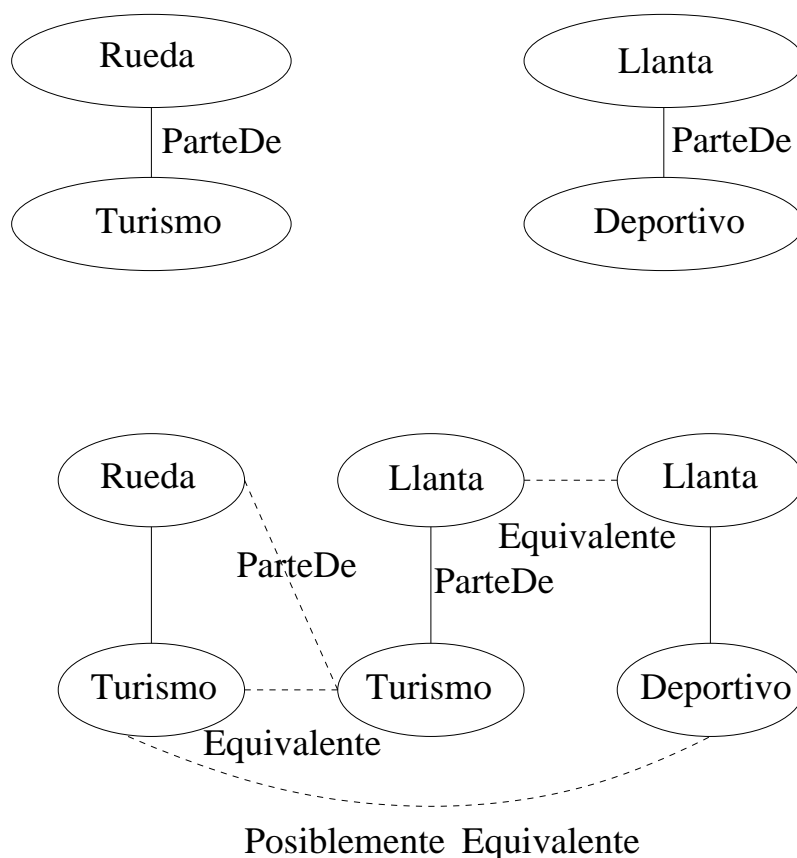 Rueda
Llanta
ParteDe
ParteDe
Turismo
Deportivo
Rueda
Llanta
Llanta
Equivalente
ParteDe
ParteDe
Turismo
Turismo
Deportivo
Equivalente
Posiblemente Equivalente